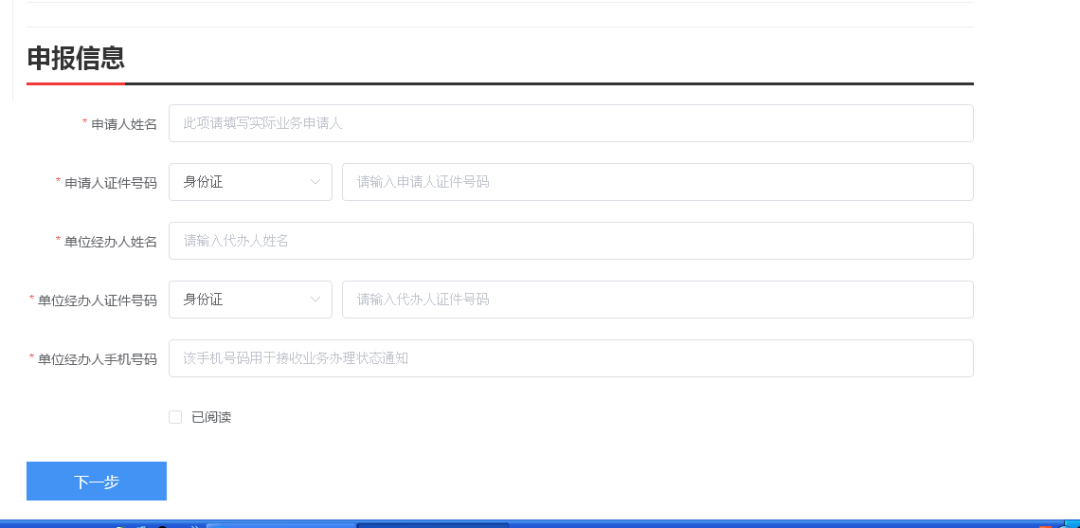 申报信息
* 申请人姓名 此项请填写实际业务申请人
* 申请人证件号码 身份证 请输入申请人证件号码
* 单位经办人姓名 请输入代办人姓名
* 单位经办人证件号码 身份证 请输入代办人证件号码
* 单位经办人手机号码 该手机号码用于接收业务办理状态通知
已阅读
下一步